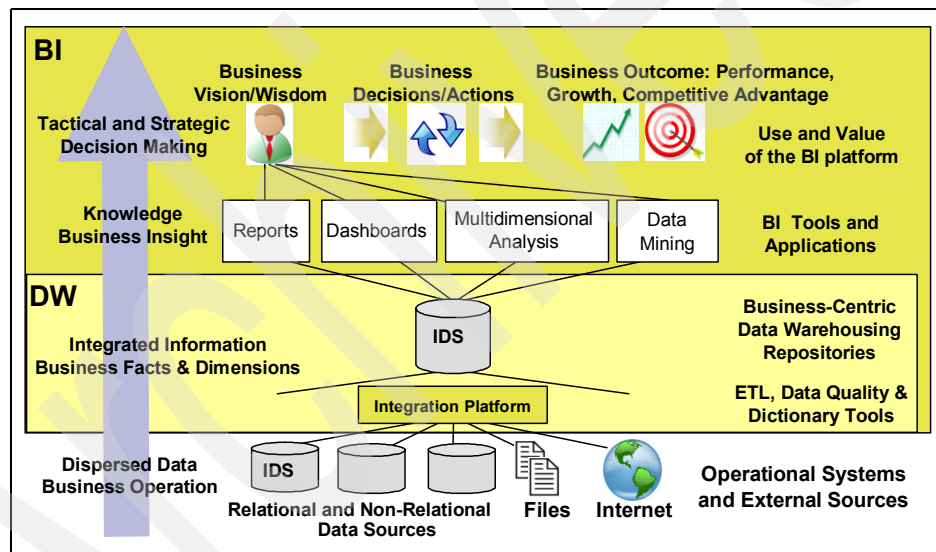 BI
Business
Vision/Wisdom
Business
Decisions/Actions
Business Outcome: Performance,
Growth, Competitive Advantage
Tactical and Strategic
Decision Making
Use and Value
of the BI platform
Knowledge
Business Insight
Reports
Dashboards
Multidimensional
Analysis
Data
Mining
BI Tools and
Applications
DW
IDS
Business-Centric
Data Warehousing
Repositories
Integrated Information
Business Facts & Dimensions
Integration Platform
ETL, Data Quality &
Dictionary Tools
Dispersed Data
Business Operation
IDS
Relational and Non-Relational
Data Sources
Files
Internet
Operational Systems
and External Sources